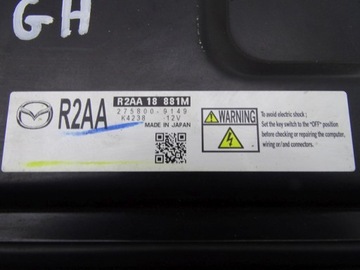 GH
R2AA
R2AA 18 881M
275800-9149
K4238 12V
MADE IN JAPAN
WARNING
To avoid electric shock ;
Set the key switch to the "OFF" position
before checking or repairing the computer,
wiring or/and connectors.